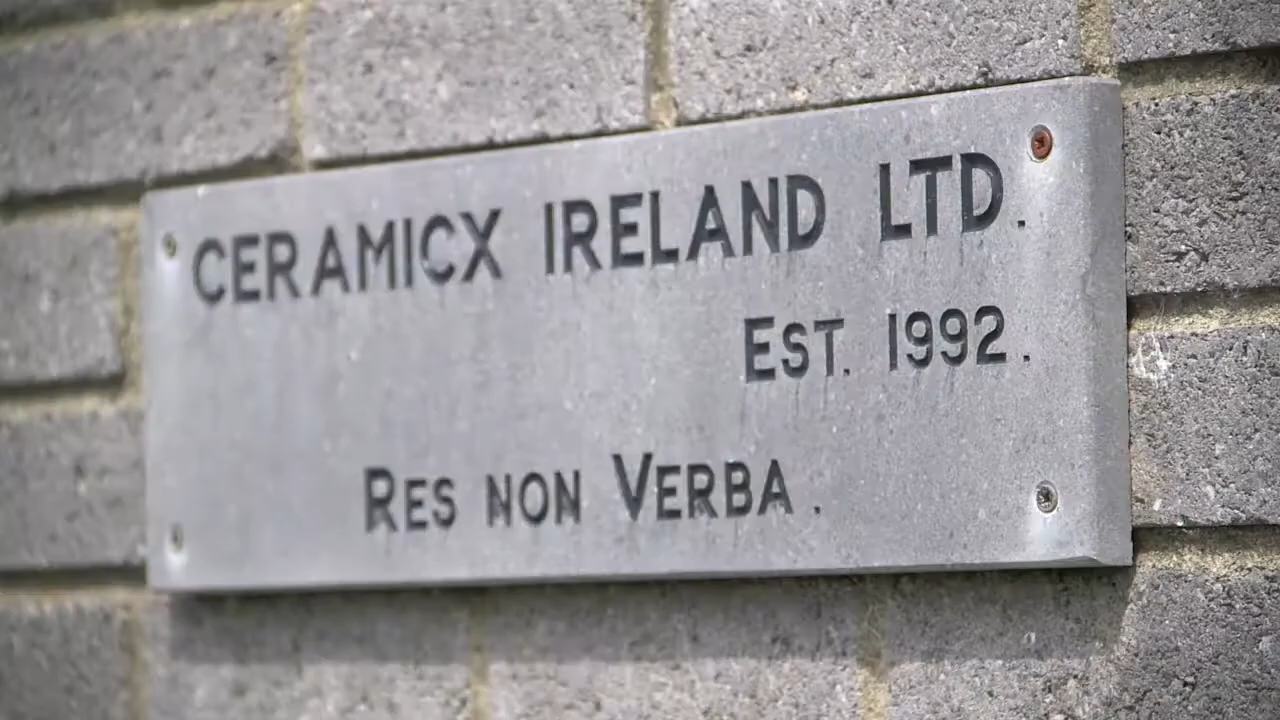 CERAMICX IRELAND LTD.
EST. 1992.
RES NON VERBA.